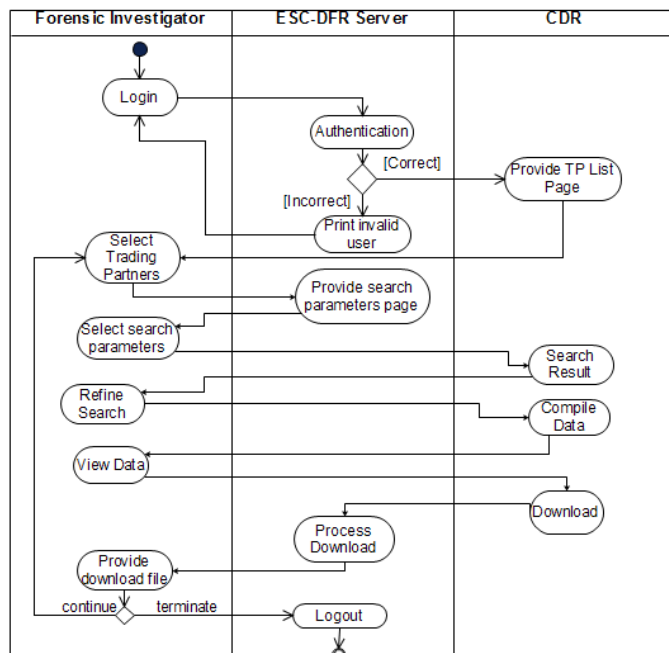 Forensic Investigator
ESC-DFR Server
CDR
Login
Authentication
[Correct]
Provide TP List
Page
[Incorrect]
Print invalid
user
Select
Trading
Partners
Provide search
parameters page
Select search
parameters
Search
Result
Refine
Search
Compile
Data
View Data
Download
Process
Download
Provide
download file
continue
terminate
Logout